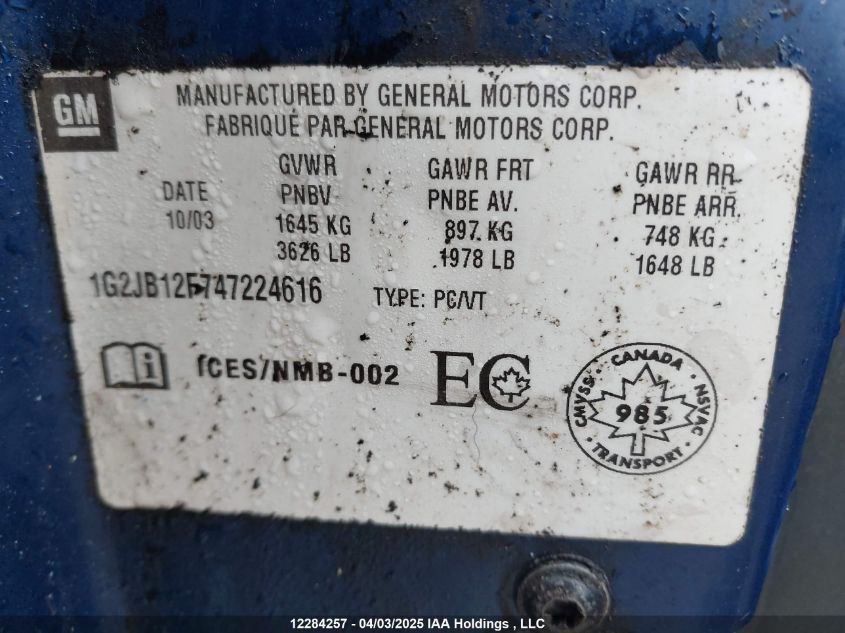 GM
MANUFACTURED BY GENERAL MOTORS CORP.
FABRIQUÉ PAR GENERAL MOTORS CORP.
DATE
10/03
GVWR
PNBV
1645 KG
3626 LB
GAWR FRT
PNBE AV.
897 KG
1978 LB
GAWR RR
PNBE ARR.
748 KG
1648 LB
1G2JB12F747224616
TYPE: PC/VT
ICES/NMB-002
EC
CANADA
CMVSS
NSVAC
985
TRANSPORT
12284257 - 04/03/2025 IAA Holdings , LLC